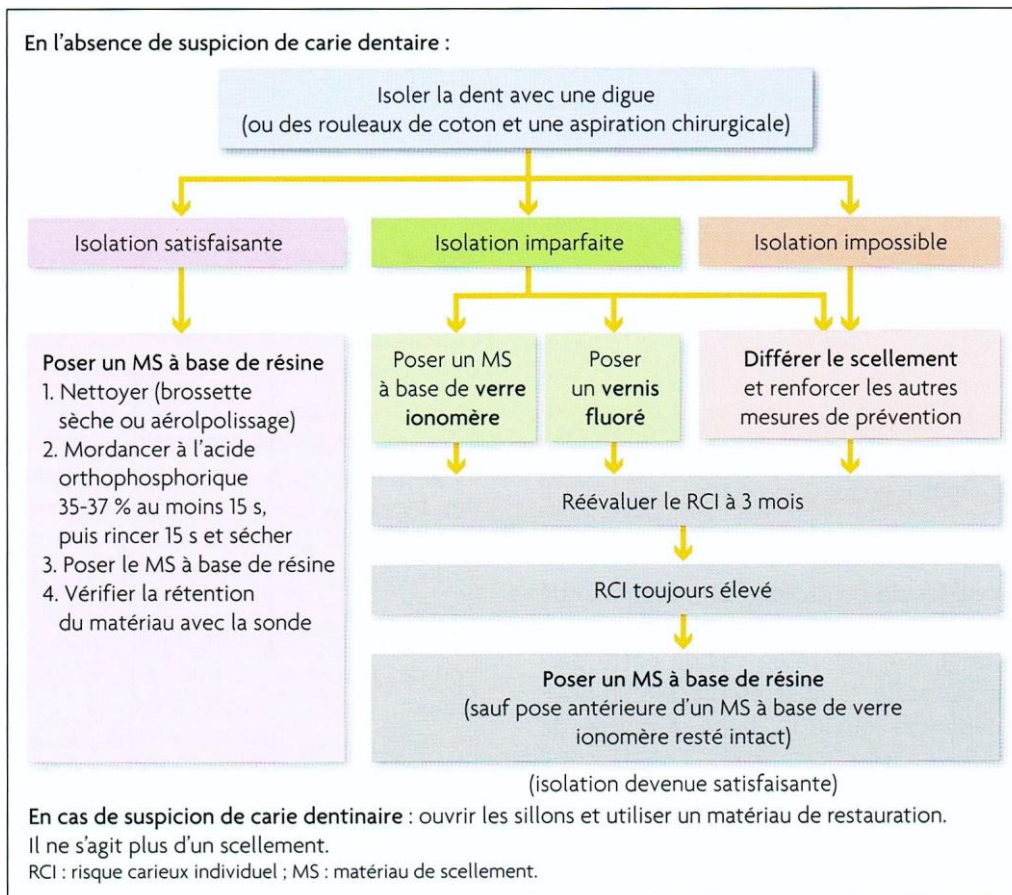 En l'absence de suspicion de carie dentaire :
Isoler la dent avec une digue
(ou des rouleaux de coton et une aspiration chirurgicale)
Isolation satisfaisante
Isolation imparfaite
Isolation impossible
Poser un MS à base de résine
1. Nettoyer (brossette
sèche ou aérolpolissage)
2. Mordancer à l'acide
orthophosphorique
35-37 % au moins 15 s,
puis rincer 15 s et sécher
3. Poser le MS à base de résine
4. Vérifier la rétention
du matériau avec la sonde
Poser un MS
à base de verre
ionomère
Poser
un vernis
fluoré
Différer le scellement
et renforcer les autres
mesures de prévention
Réévaluer le RCI à 3 mois
RCI toujours élevé
Poser un MS à base de résine
(sauf pose antérieure d'un MS à base de verre
ionomère resté intact)
(isolation devenue satisfaisante)
En cas de suspicion de carie dentinaire : ouvrir les sillons et utiliser un matériau de restauration.
Il ne s'agit plus d'un scellement.
RCI : risque carieux individuel ; MS : matériau de scellement.